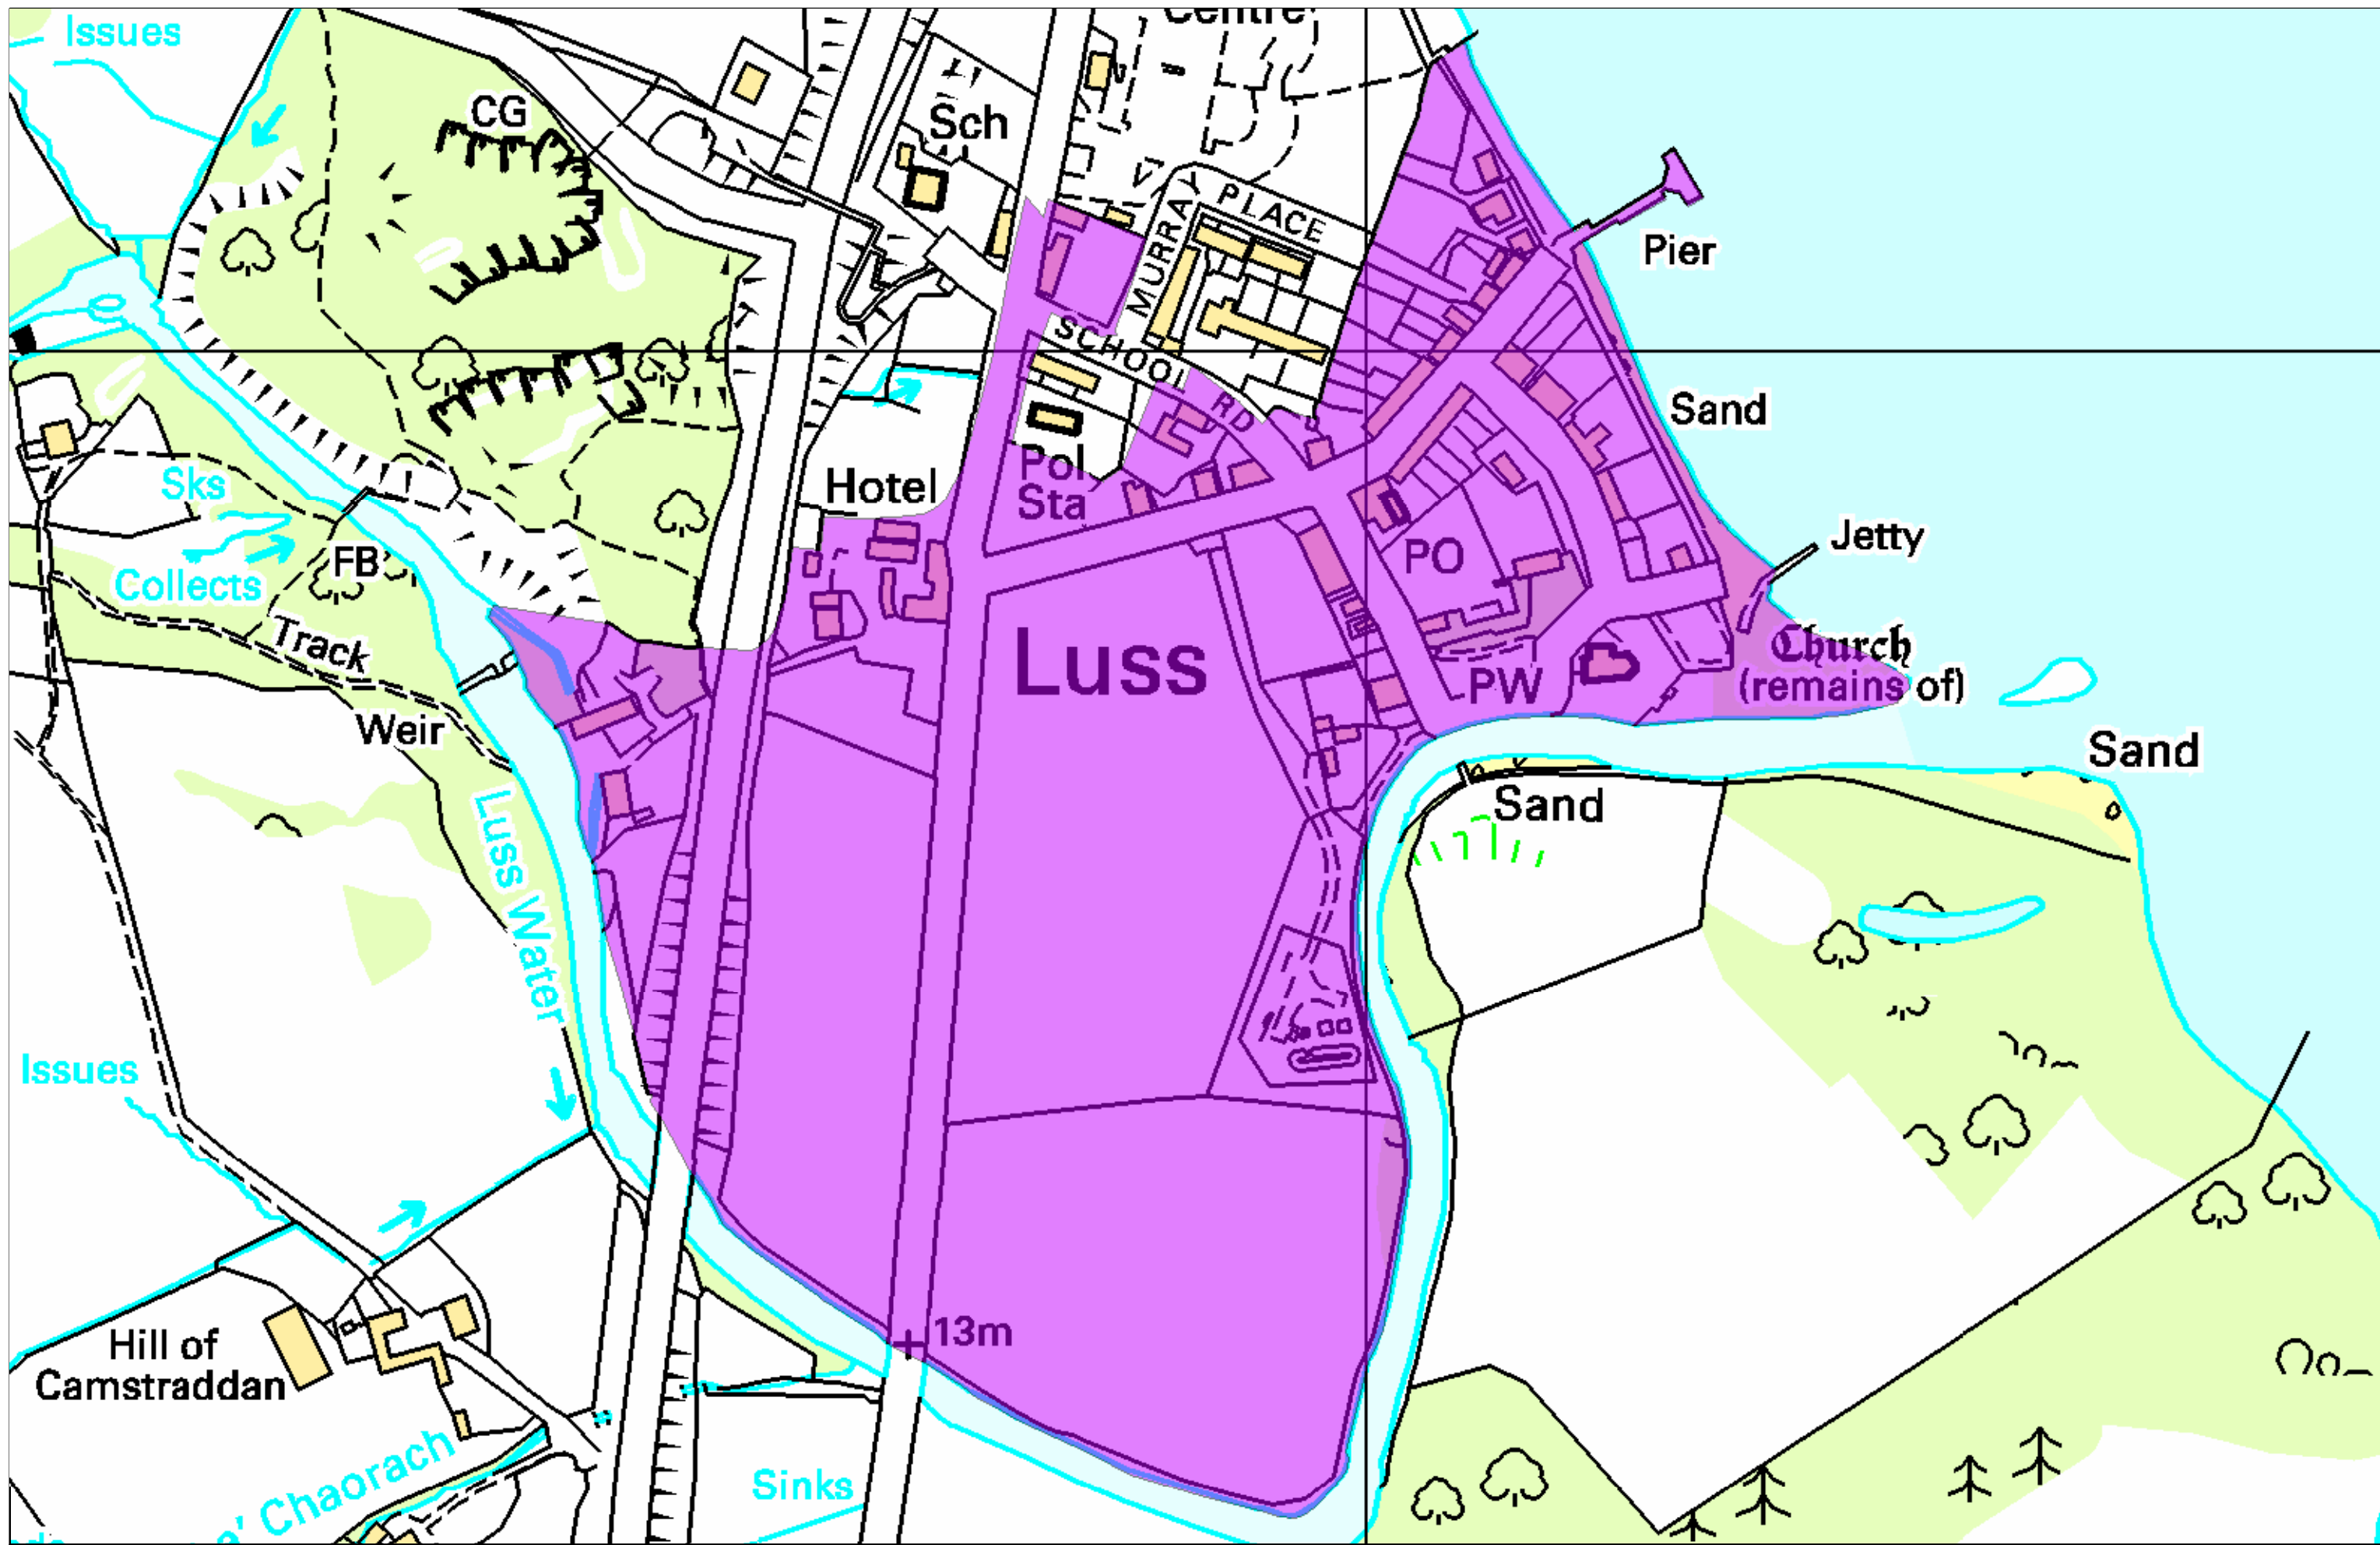 Issues
Centre
CG
Sch
MURRAY
PLACE
Pier
SCHOOL
RD
Sand
Hotel
Pol
Sta
Sks
Collects
FB
Track
Jetty
PO
Luss
PW
Church
(remains of)
Weir
Sand
Sand
Luss Water
Issues
13m
Hill of
Camstraddan
a' Chaorach
Sinks